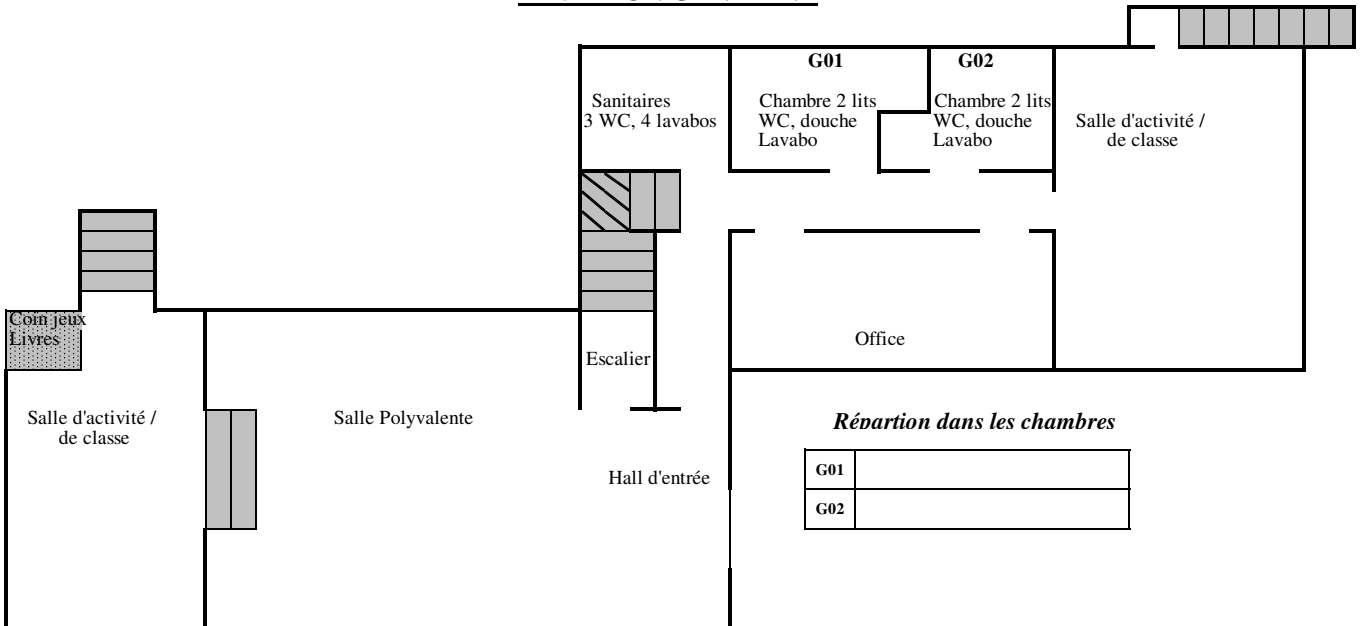 G01
G02
Sanitaires
3 WC, 4 lavabos
Chambre 2 lits
WC, douche
Lavabo
Chambre 2 lits
WC, douche
Lavabo
Salle d'activité /
de classe
Coin jeux
Livres
Escalier
Office
Salle d'activité /
de classe
Salle Polyvalente
Hall d'entrée
Répartion dans les chambres
G01
G02